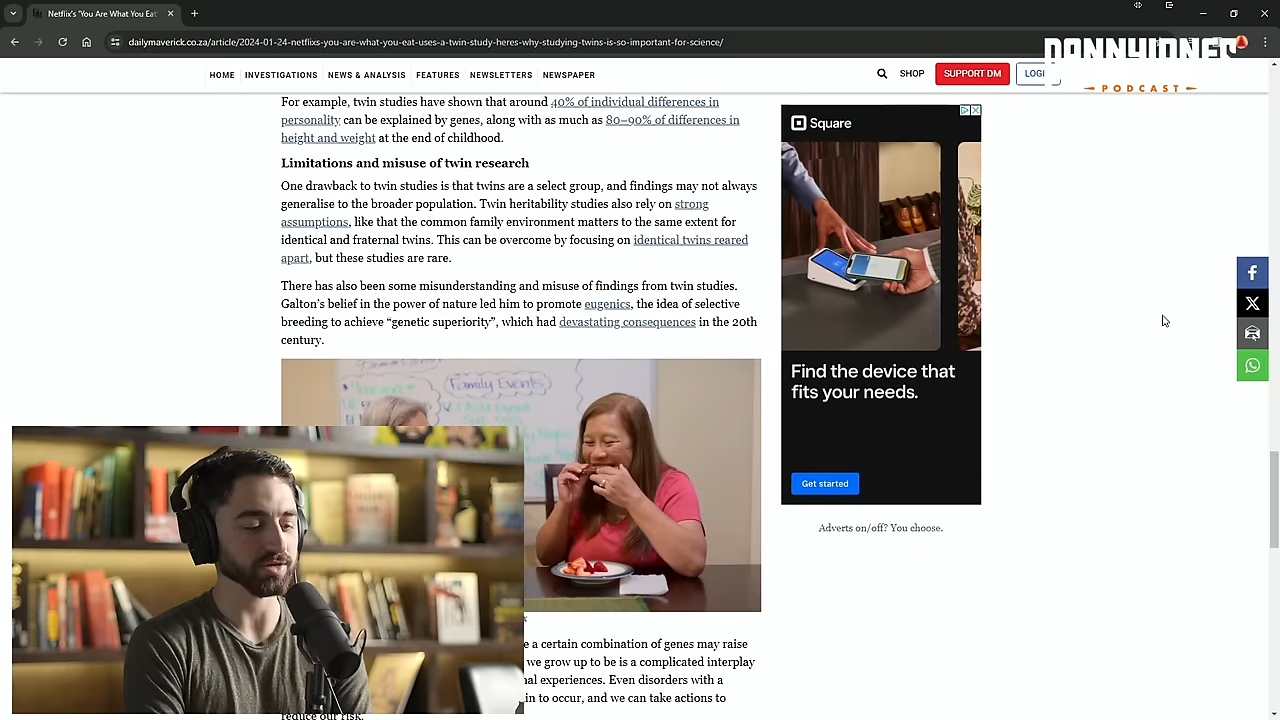 Netflix's 'You Are What You Eat'
dailymaverick.co.za/article/2024-01-24-netflixs-you-are-what-you-eat-uses-a-twin-study-heres-why-studying-twins-is-so-important-for-science/
DANNY JONES
PODCAST
HOME INVESTIGATIONS NEWS & ANALYSIS FEATURES NEWSLETTERS NEWSPAPER
SHOP SUPPORT DM LOGI
For example, twin studies have shown that around 40% of individual differences in
personality can be explained by genes, along with as much as 80–90% of differences in
height and weight at the end of childhood.
Limitations and misuse of twin research
One drawback to twin studies is that twins are a select group, and findings may not always
generalise to the broader population. Twin heritability studies also rely on strong
assumptions, like that the common family environment matters to the same extent for
identical and fraternal twins. This can be overcome by focusing on identical twins reared
apart, but these studies are rare.
There has also been some misunderstanding and misuse of findings from twin studies.
Galton's belief in the power of nature led him to promote eugenics, the idea of selective
breeding to achieve “genetic superiority”, which had devastating consequences in the 20th
century.
Family Events
Square
Find the device that
fits your needs.
Get started
Adverts on/off? You choose.
e a certain combination of genes may raise
we grow up to be is a complicated interplay
al experiences. Even disorders with a
in to occur, and we can take actions to
reduce our risk.